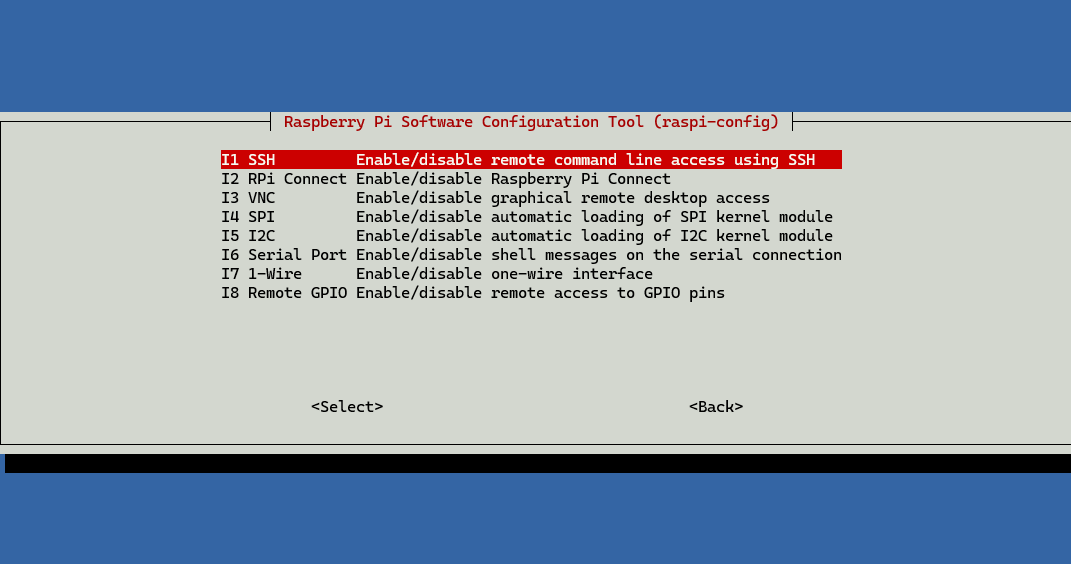 Raspberry Pi Software Configuration Tool (raspi-config)
I1 SSH Enable/disable remote command line access using SSH
I2 RPi Connect Enable/disable Raspberry Pi Connect
I3 VNC Enable/disable graphical remote desktop access
I4 SPI Enable/disable automatic loading of SPI kernel module
I5 I2C Enable/disable automatic loading of I2C kernel module
I6 Serial Port Enable/disable shell messages on the serial connection
I7 1-Wire Enable/disable one-wire interface
I8 Remote GPIO Enable/disable remote access to GPIO pins
<Select> <Back>